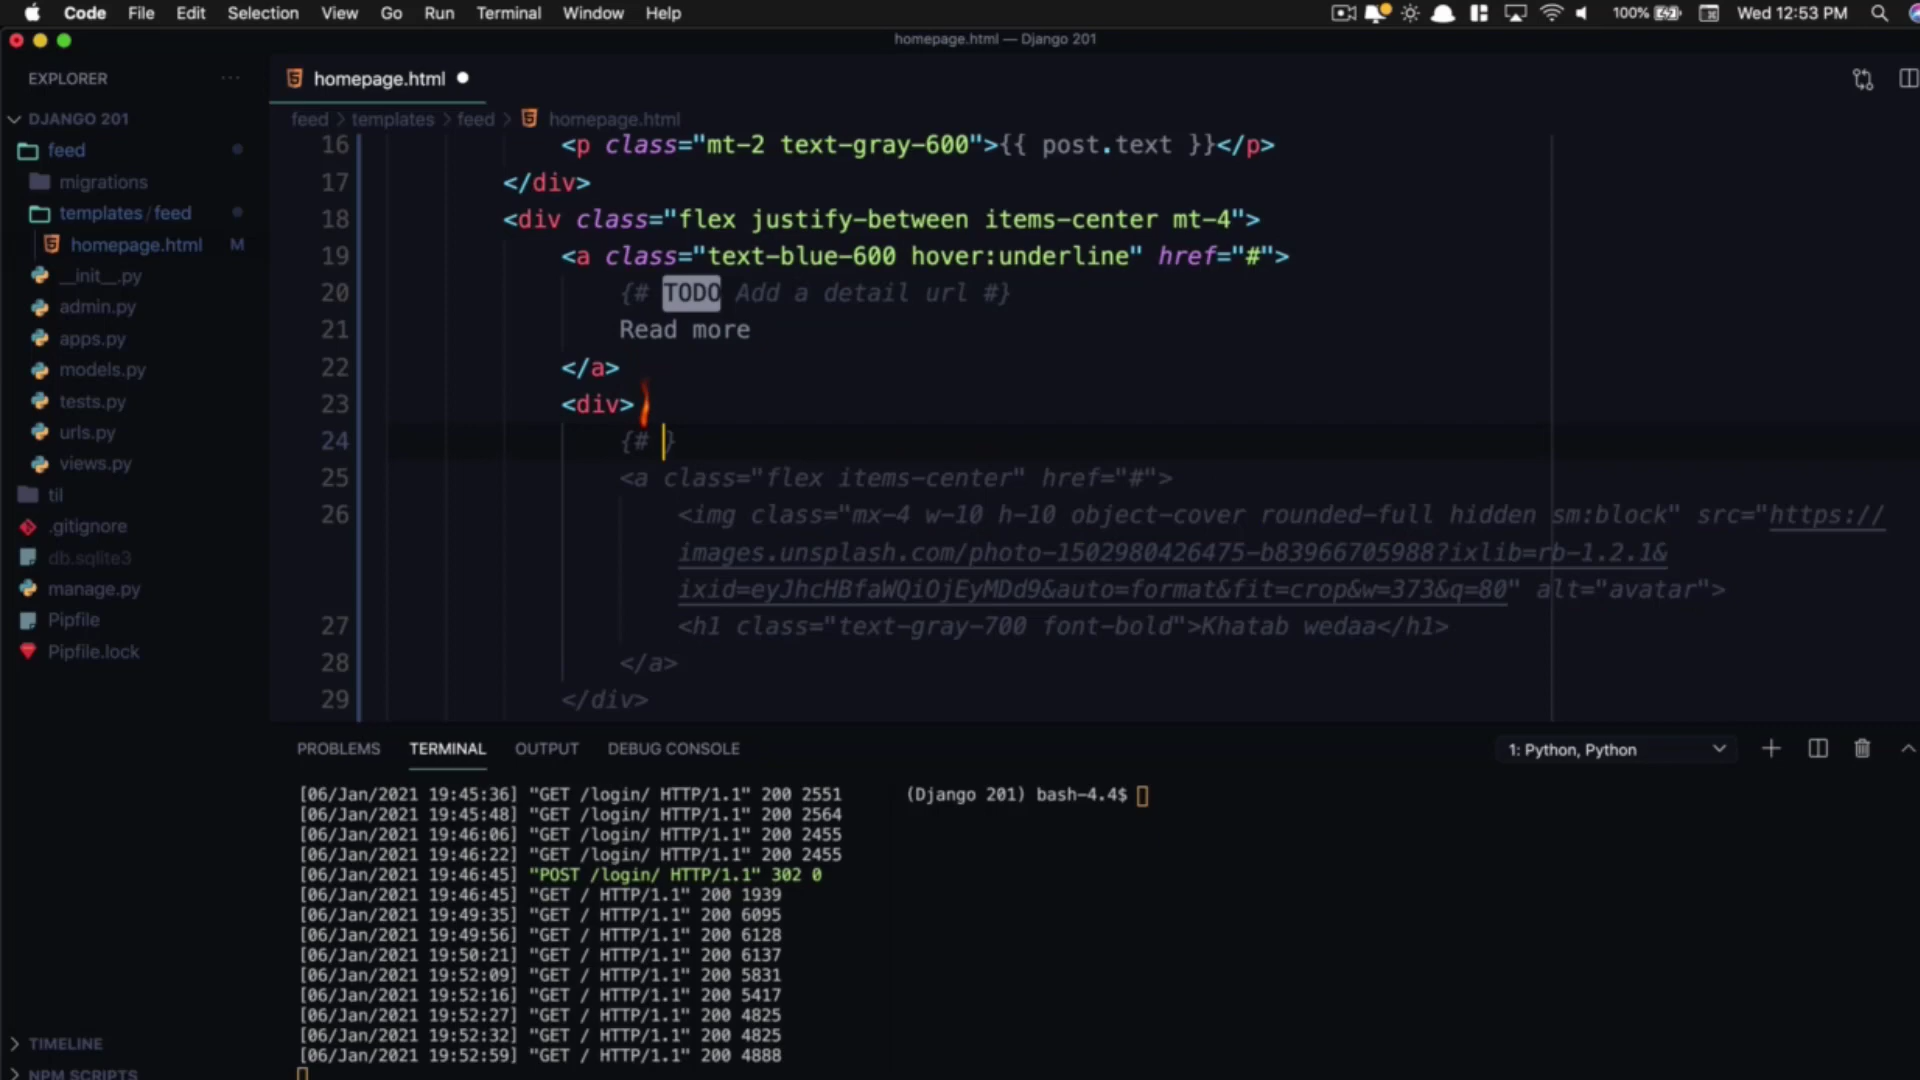 Code File Edit Selection View Go Run Terminal Window Help 100% Wed 12:53 PM
homepage.html — Django 201
EXPLORER ···
homepage.html
DJANGO 201
feed > templates > feed > homepage.html
feed
migrations
templates/feed
homepage.html M
__init__.py
admin.py
apps.py
models.py
tests.py
urls.py
views.py
til
.gitignore
db.sqlite3
manage.py
Pipfile
Pipfile.lock
TIMELINE
NPM SCRIPTS
16 <p class="mt-2 text-gray-600">{{ post.text }}</p>
17 </div>
18 <div class="flex justify-between items-center mt-4">
19 <a class="text-blue-600 hover:underline" href="#">
20 {# TODO Add a detail url #}
21 Read more
22 </a>
23 <div>
24 {# }
25 <a class="flex items-center" href="#">
26 <img class="mx-4 w-10 h-10 object-cover rounded-full hidden sm:block" src="https://
images.unsplash.com/photo-1502980426475-b83966705988?ixlib=rb-1.2.1&
ixid=eyJhcHBfaWQiOjEyMDd9&auto=format&fit=crop&w=373&q=80" alt="avatar">
27 <h1 class="text-gray-700 font-bold">Khatab wedaa</h1>
28 </a>
29 </div>
PROBLEMS TERMINAL OUTPUT DEBUG CONSOLE 1: Python, Python
[06/Jan/2021 19:45:36] "GET /login/ HTTP/1.1" 200 2551
[06/Jan/2021 19:45:48] "GET /login/ HTTP/1.1" 200 2564
[06/Jan/2021 19:46:06] "GET /login/ HTTP/1.1" 200 2455
[06/Jan/2021 19:46:22] "GET /login/ HTTP/1.1" 200 2455
[06/Jan/2021 19:46:45] "POST /login/ HTTP/1.1" 302 0
[06/Jan/2021 19:46:45] "GET / HTTP/1.1" 200 1939
[06/Jan/2021 19:49:35] "GET / HTTP/1.1" 200 6095
[06/Jan/2021 19:49:56] "GET / HTTP/1.1" 200 6128
[06/Jan/2021 19:50:21] "GET / HTTP/1.1" 200 6137
[06/Jan/2021 19:52:09] "GET / HTTP/1.1" 200 5831
[06/Jan/2021 19:52:16] "GET / HTTP/1.1" 200 5417
[06/Jan/2021 19:52:27] "GET / HTTP/1.1" 200 4825
[06/Jan/2021 19:52:32] "GET / HTTP/1.1" 200 4825
[06/Jan/2021 19:52:59] "GET / HTTP/1.1" 200 4888
(Django 201) bash-4.4$